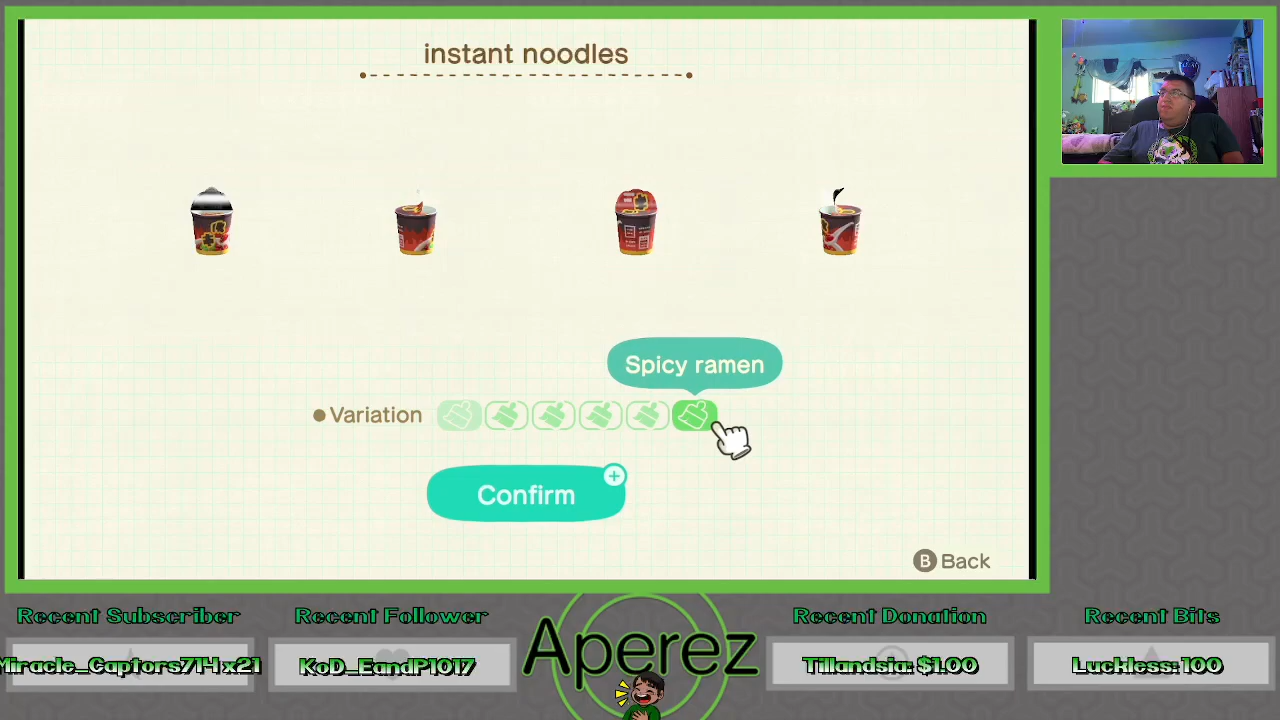 instant noodles
Spicy ramen
Variation
Confirm
B Back
Recent Subscriber
Recent Follower
Aperez
Recent Donation
Recent Bits
Miracle_Captors714 x21
KoD_EandP1017
Tillandsia: $1.00
Luckless: 100